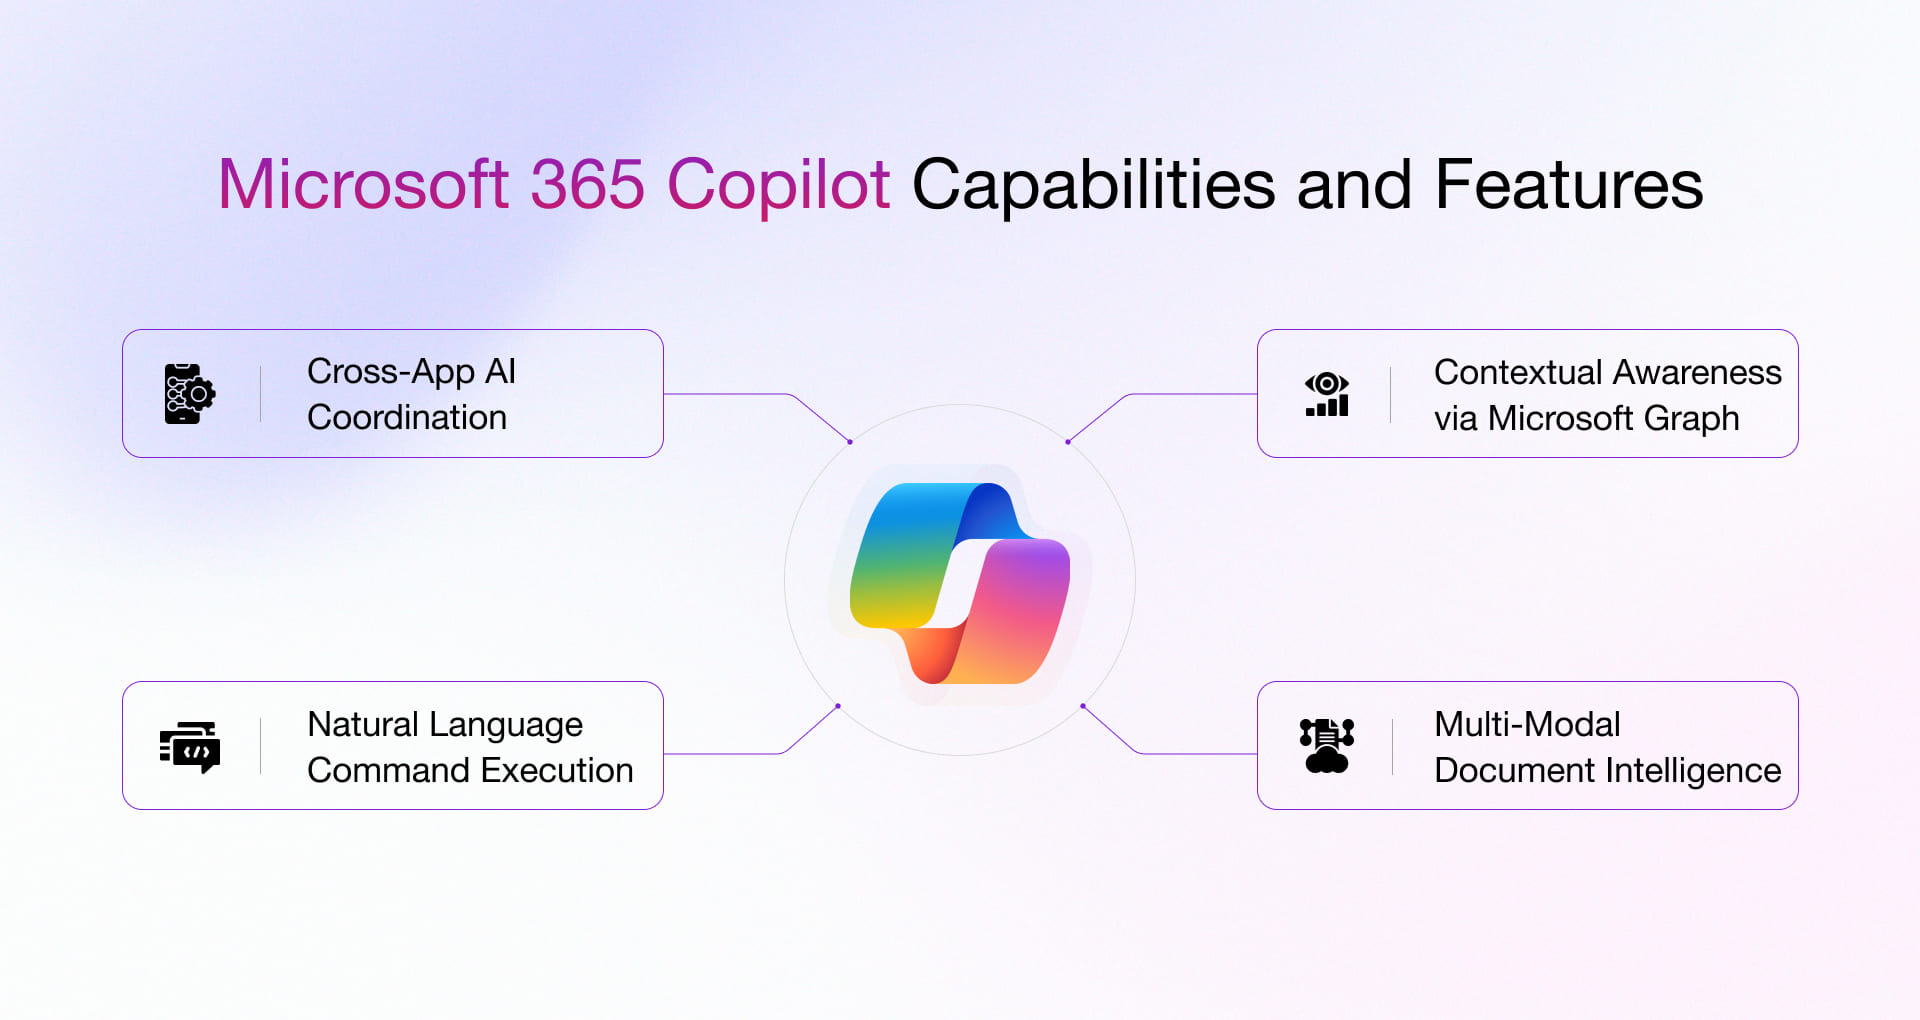 Microsoft 365 Copilot Capabilities and Features
Cross-App AI
Coordination
Contextual Awareness
via Microsoft Graph
Natural Language
Command Execution
Multi-Modal
Document Intelligence